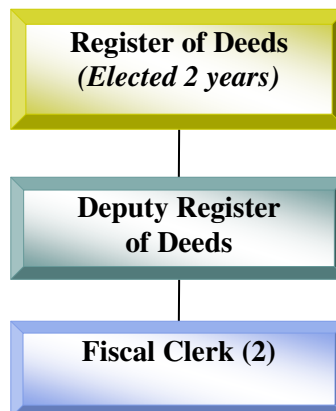 Register of Deeds
(Elected 2 years)
Deputy Register
of Deeds
Fiscal Clerk (2)